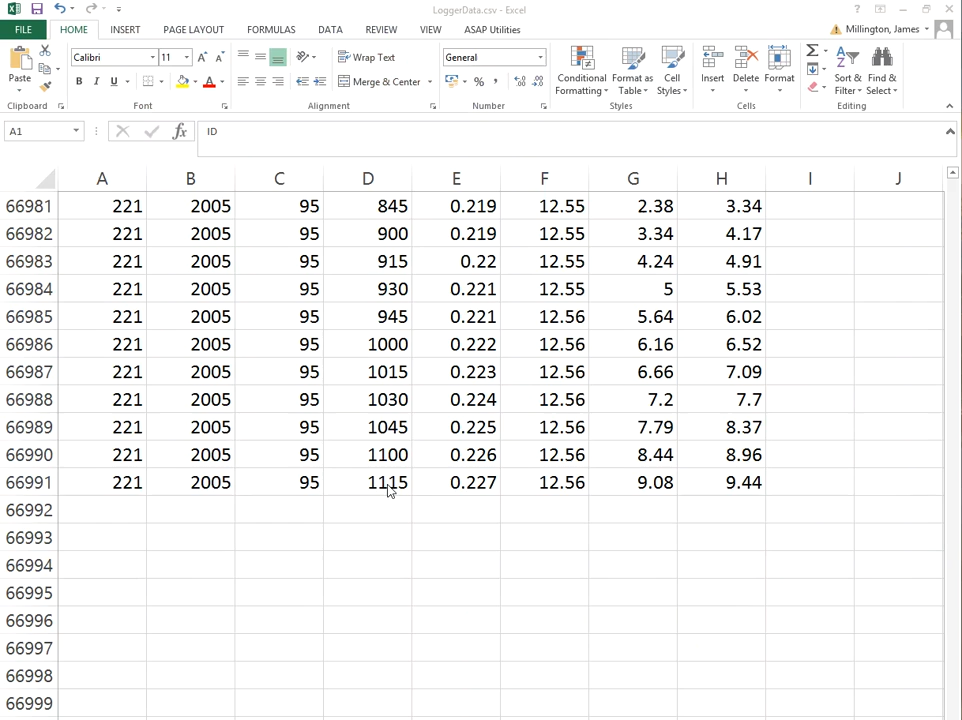 LoggerData.csv - Excel
FILE HOME INSERT PAGE LAYOUT FORMULAS DATA REVIEW VIEW ASAP Utilities Millington, James
Paste
Calibri 11
B I U
A
Wrap Text
Merge & Center
General
%
Conditional Formatting
Format as Table
Cell Styles
Insert Delete Format
Sort & Filter
Find & Select
Clipboard Font Alignment Number Styles Cells Editing
A1 fx ID
A B C D E F G H I J
66981 221 2005 95 845 0.219 12.55 2.38 3.34
66982 221 2005 95 900 0.219 12.55 3.34 4.17
66983 221 2005 95 915 0.22 12.55 4.24 4.91
66984 221 2005 95 930 0.221 12.55 5 5.53
66985 221 2005 95 945 0.221 12.56 5.64 6.02
66986 221 2005 95 1000 0.222 12.56 6.16 6.52
66987 221 2005 95 1015 0.223 12.56 6.66 7.09
66988 221 2005 95 1030 0.224 12.56 7.2 7.7
66989 221 2005 95 1045 0.225 12.56 7.79 8.37
66990 221 2005 95 1100 0.226 12.56 8.44 8.96
66991 221 2005 95 1115 0.227 12.56 9.08 9.44
66992
66993
66994
66995
66996
66997
66998
66999